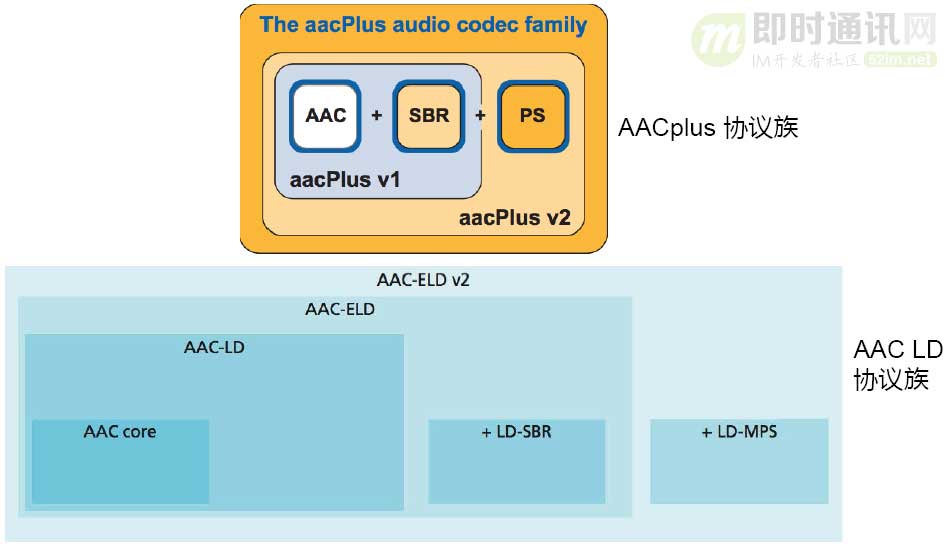 The aacPlus audio codec family
AAC + SBR + PS
aacPlus v1
aacPlus v2
m 即时通讯网
IM开发者社区 52im.net
AACplus 协议族
AAC-ELD v2
AAC-ELD
AAC-LD
AAC core
+ LD-SBR
+ LD-MPS
AAC LD
协议族